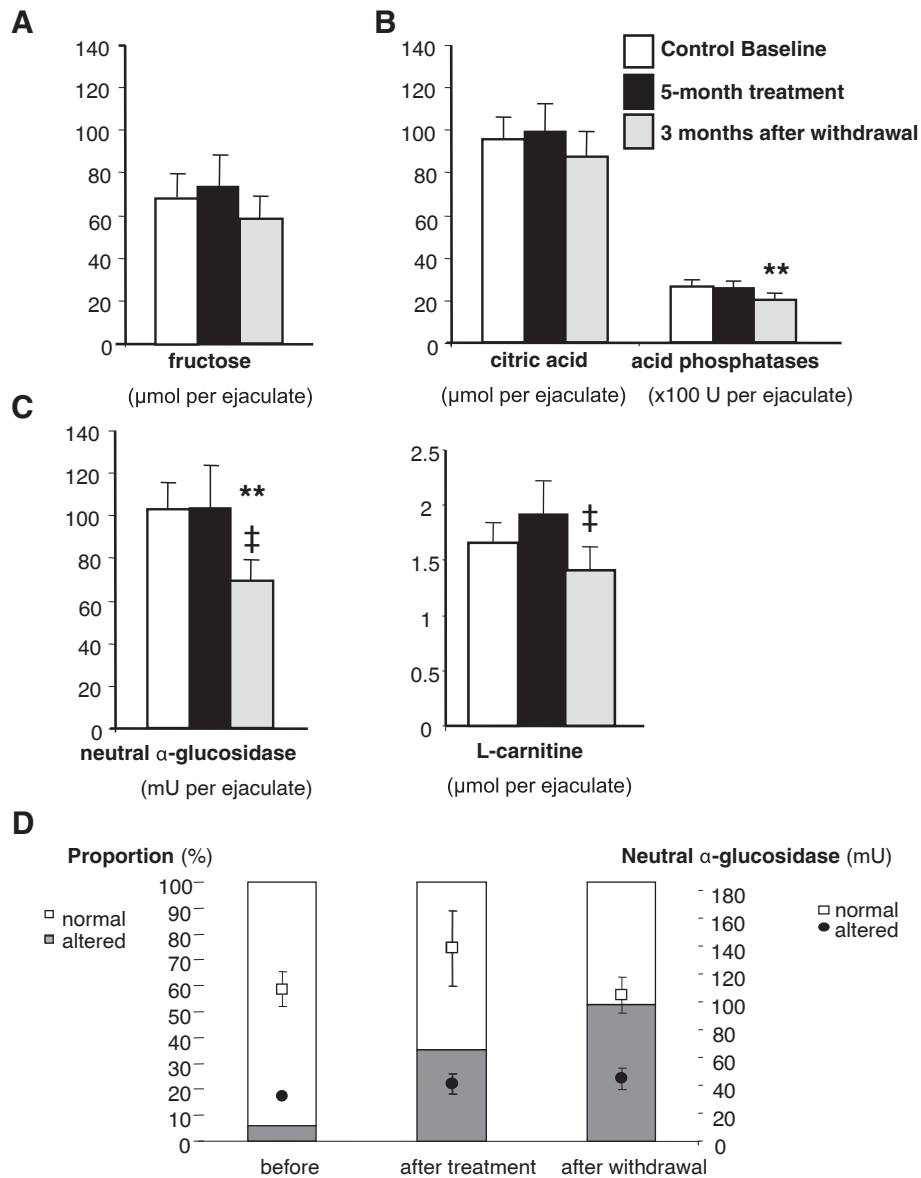 A
140
120
100
80
60
40
20
0
fructose
(μmol per ejaculate)
B
140
120
100
80
60
40
20
0
Control Baseline
5-month treatment
3 months after withdrawal
**
citric acid
acid phosphatases
(μmol per ejaculate)
(x100 U per ejaculate)
C
140
120
100
80
60
40
20
0
**
‡
neutral α-glucosidase
(mU per ejaculate)
2.5
2
1.5
1
0.5
0
‡
L-carnitine
(μmol per ejaculate)
D
Proportion (%)
Neutral α-glucosidase (mU)
normal
altered
100
90
80
70
60
50
40
30
20
10
0
180
160
140
120
100
80
60
40
20
0
normal
altered
before
after treatment
after withdrawal